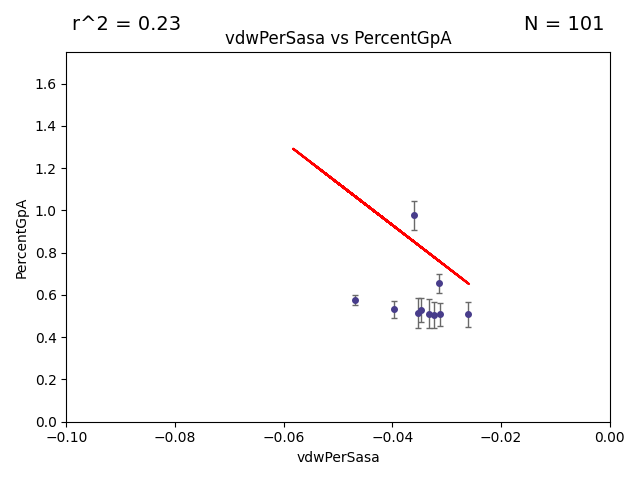 r^2 = 0.23
N = 101
vdwPerSasa vs PercentGpA
1.6
1.4
1.2
1.0
0.8
0.6
0.4
0.2
0.0
PercentGpA
−0.10 −0.08 −0.06 −0.04 −0.02 0.00
vdwPerSasa